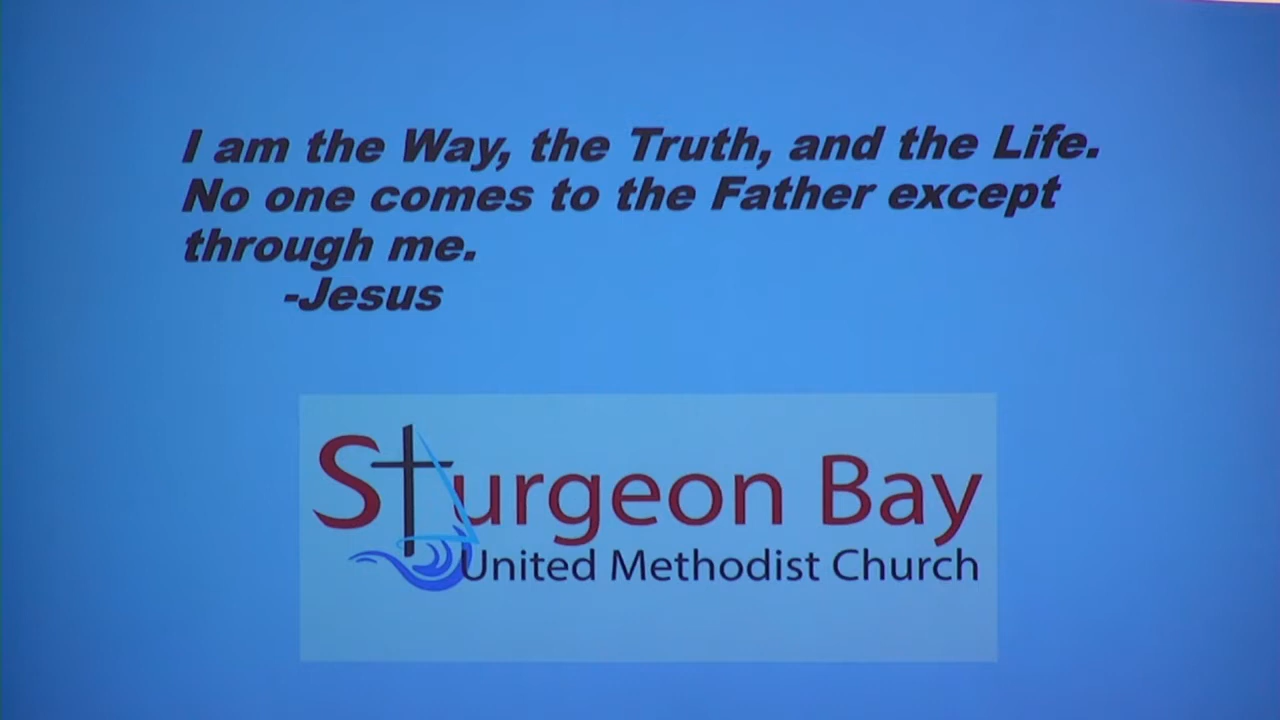 I am the Way, the Truth, and the Life.
No one comes to the Father except
through me.
-Jesus
Sturgeon Bay
United Methodist Church